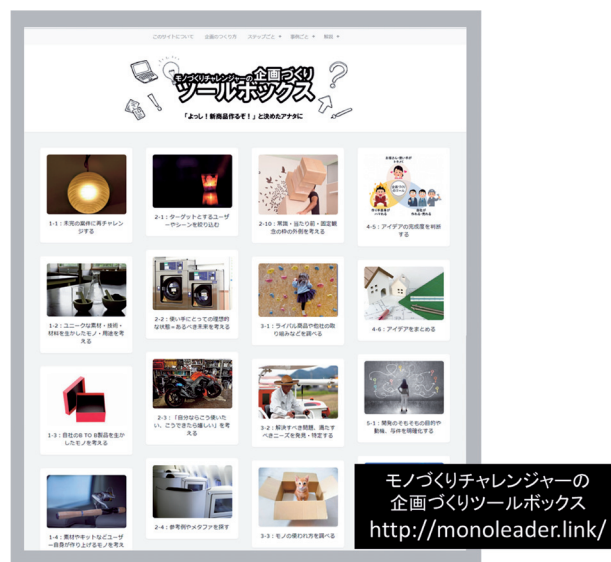 このサイトについて 企画のつくり方 ステップごと 事例ごと 解説
モノづくりチャレンジャーの企画づくり
ツールボックス
「よっし！新商品作るぞ！」と決めたアナタに
1-1：未完の案件に再チャレン
ジする
2-1：ターゲットとするユーザ
ーやシーンを絞り込む
2-10：常識・当たり前・固定観
念の枠の外側を考える
4-5：アイデアの完成度を判断
する
1-2：ユニークな素材・技術・
材料を生かしたモノ・用途を考
える
2-2：使い手にとっての理想的
な状態＝あるべき未来を考える
3-1：ライバル商品や他社の取
り組みなどを調べる
4-6：アイデアをまとめる
1-3：自社のB TO B製品を生か
したモノを考える
2-3：「自分ならこう使いた
い、こうできたら嬉しい」を考
える
3-2：解決すべき問題、満たす
べきニーズを発見・特定する
5-1：開発のそもそもの目的や
動機、与件を明確化する
1-4：素材やキットなどユーザ
ー自身が作り上げるモノを考え
2-4：参考例やメタファを探す
3-3：モノの使われ方を調べる
モノづくりチャレンジャーの
企画づくりツールボックス
http://monoleader.link/